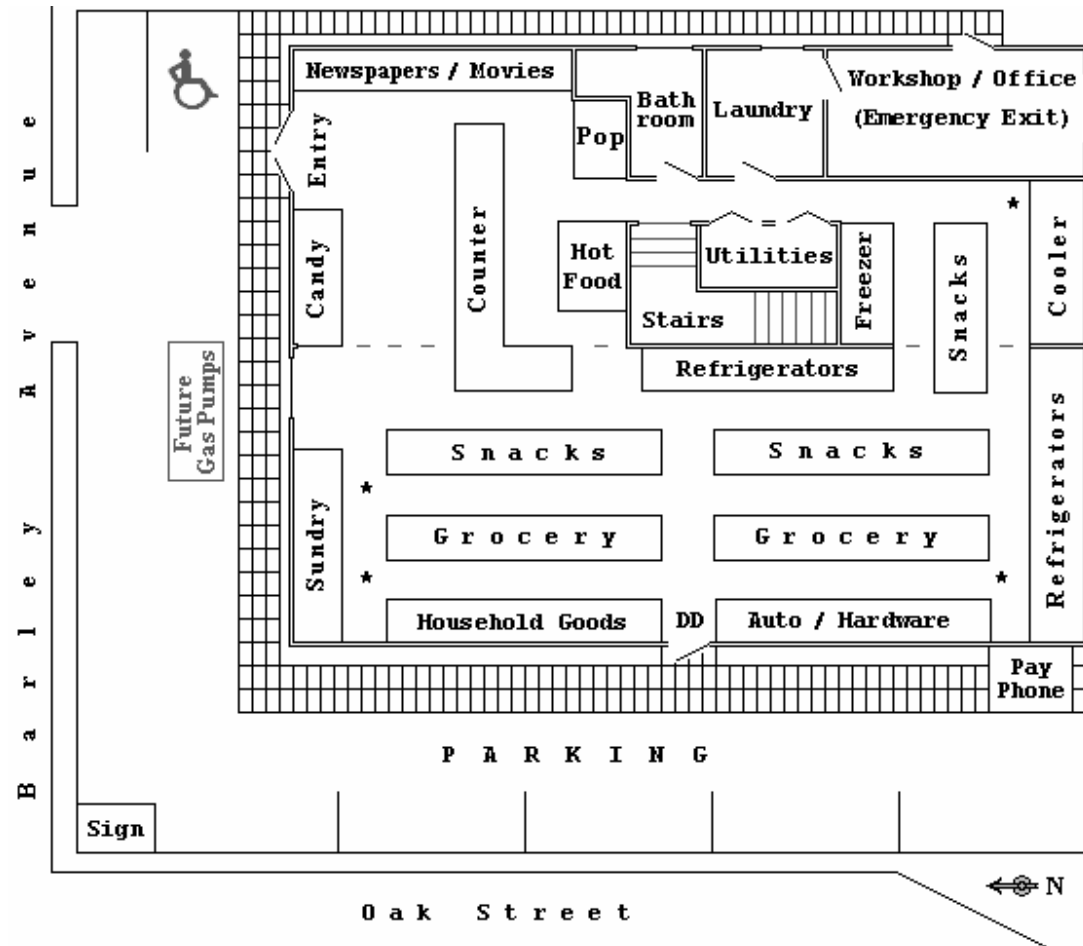 Newspapers / Movies
Workshop / Office
(Emergency Exit)
Bath
room
Laundry
Pop
Entry
Candy
Counter
Hot
Food
Utilities
Stairs
Freezer
Snacks
Cooler
Refrigerators
Refrigerators
Future
Gas Pumps
Barley Avenue
Snacks
Snacks
Sundry
Grocery
Grocery
Household Goods
DD
Auto / Hardware
Pay
Phone
PARKING
Sign
N
Oak Street